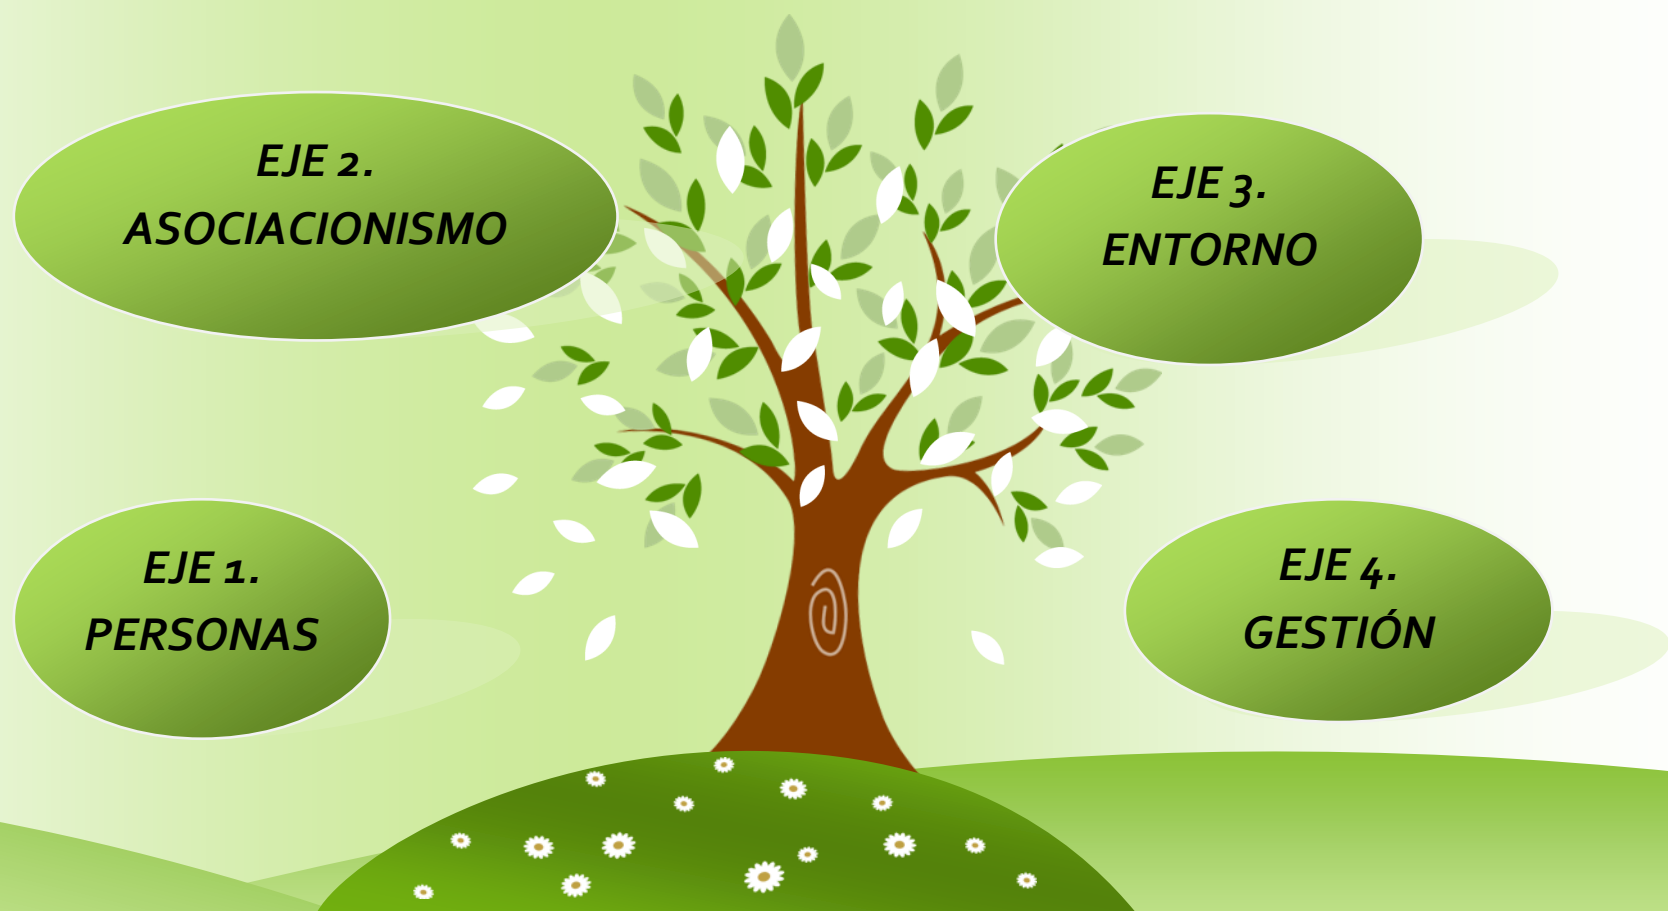 EJE 2.
ASOCIACIONISMO
EJE 3.
ENTORNO
EJE 1.
PERSONAS
EJE 4.
GESTIÓN